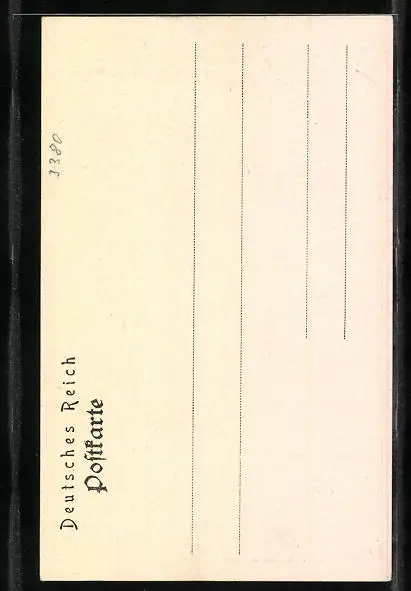 Deutsches Reich
Poſtkarte
1380